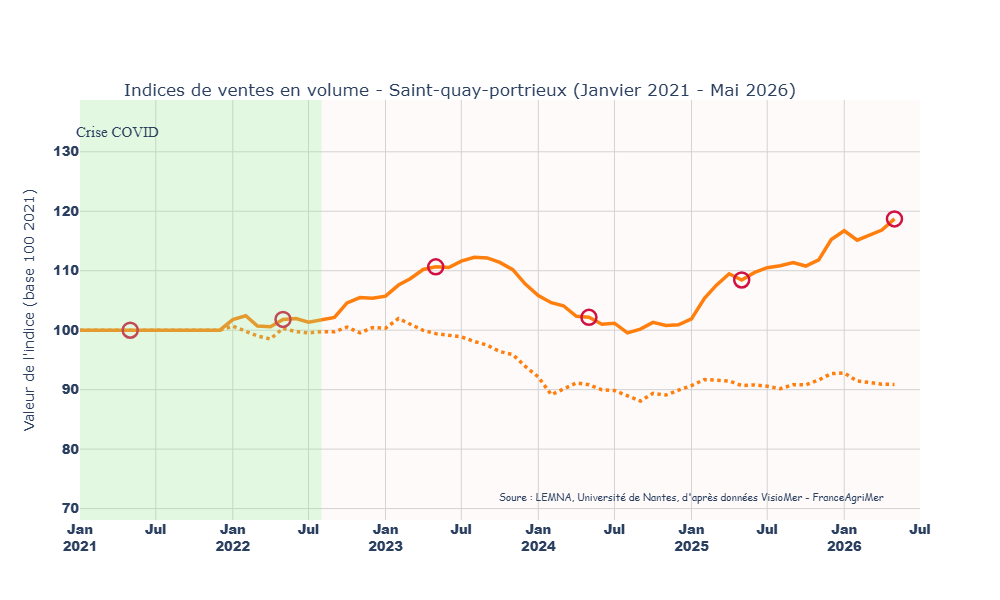 Indices de ventes en volume - Saint-quay-portrieux (Janvier 2021 - Mai 2026)
Crise COVID
Valeur de l'indice (base 100 2021)
130
120
110
100
90
80
70
Soure : LEMNA, Université de Nantes, d'après données VisioMer - FranceAgriMer
Jan Jul Jan Jul Jan Jul Jan Jul Jan Jul Jan Jul
2021 2022 2023 2024 2025 2026